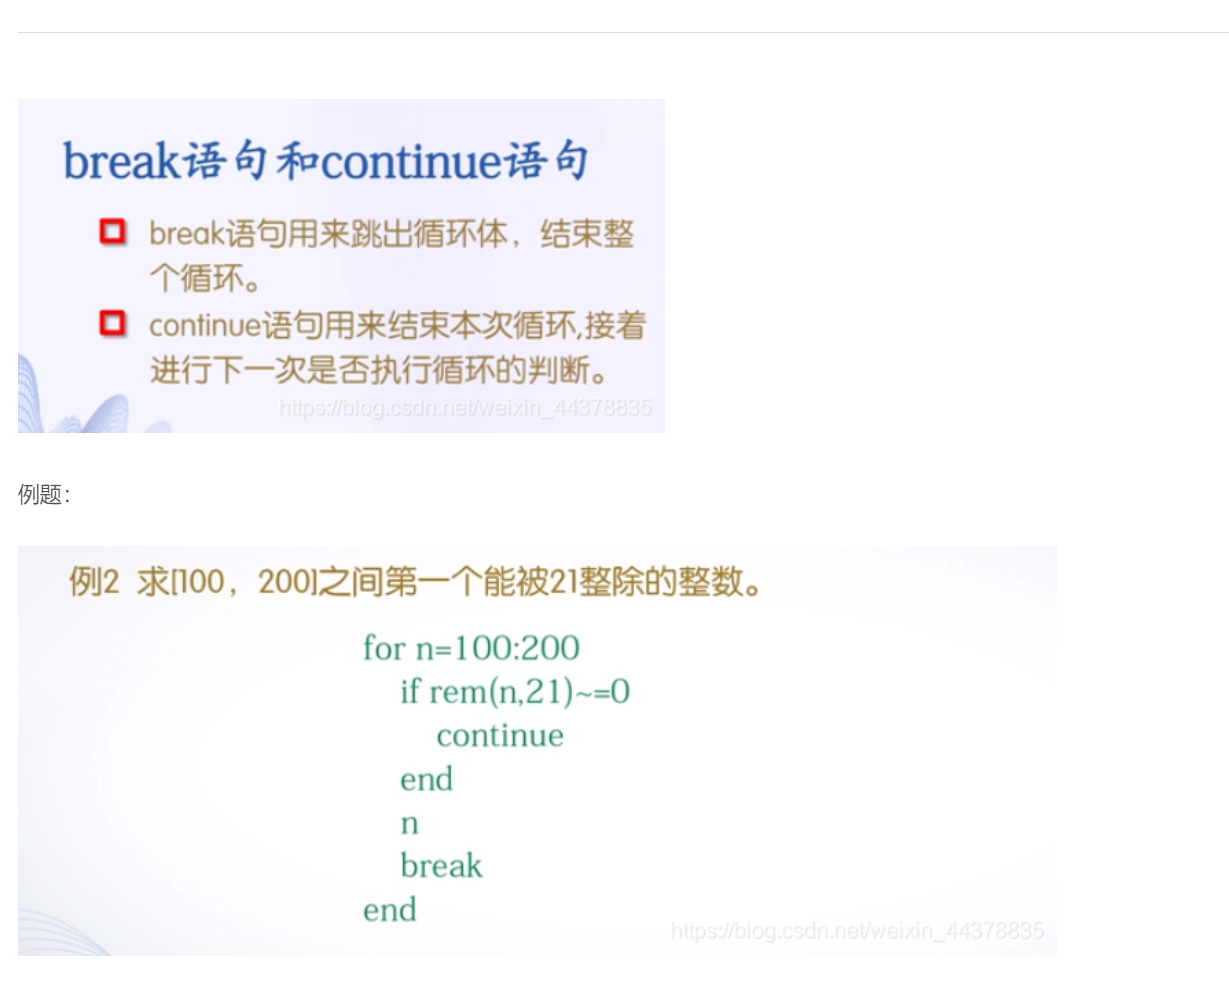 break语句和continue语句
break语句用来跳出循环体，结束整
个循环。
continue语句用来结束本次循环,接着
进行下一次是否执行循环的判断。
https://blog.csdn.net/weixin_44378835
例题：
例2 求[100，200]之间第一个能被21整除的整数。
for n=100:200
if rem(n,21)~=0
continue
end
n
break
end
https://blog.csdn.net/weixin_44378835